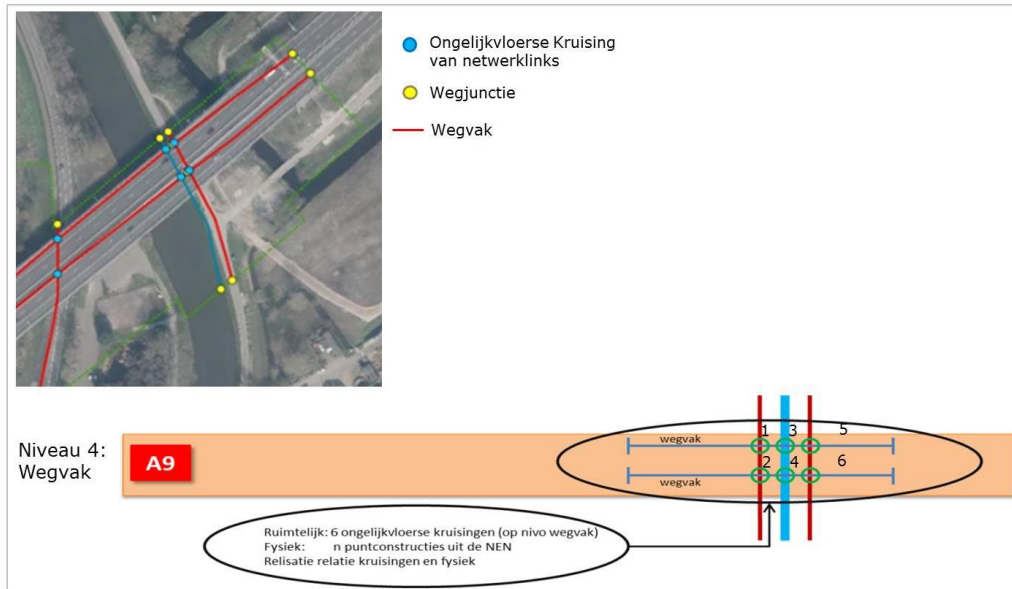 Ongelijkvloerse Kruising
van netwerklinks
Wegjunctie
Wegvak
Niveau 4:
Wegvak
A9
wegvak
1
3
5
wegvak
2
4
6
Ruimtelijk: 6 ongelijkvloerse kruisingen (op nivo wegvak)
Fysiek: n puntconstructies uit de NEN
Relisatie relatie kruisingen en fysiek